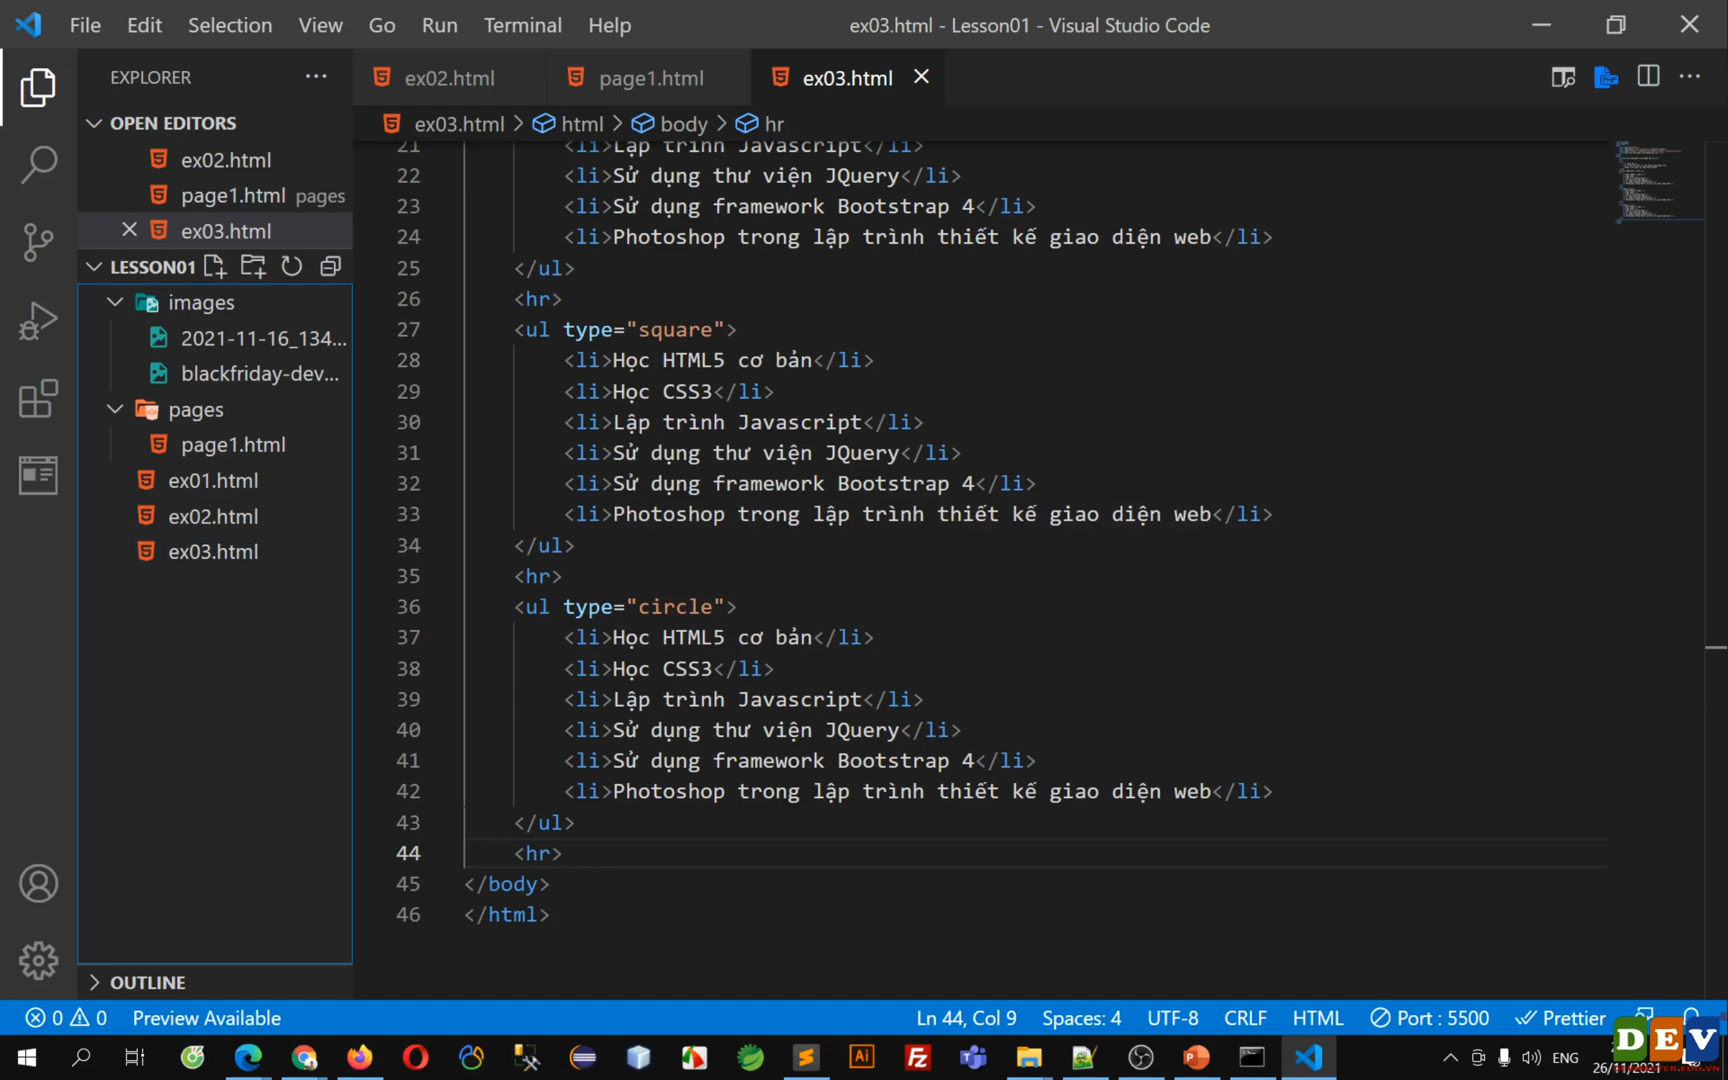 File Edit Selection View Go Run Terminal Help
ex03.html - Lesson01 - Visual Studio Code
EXPLORER
ex02.html
page1.html
ex03.html
OPEN EDITORS
ex02.html
page1.html pages
ex03.html
LESSON01
images
2021-11-16_134...
blackfriday-dev...
pages
page1.html
ex01.html
ex02.html
ex03.html
OUTLINE
ex03.html > html > body > hr
21 <li>Lập trình Javascript</li>
22 <li>Sử dụng thư viện JQuery</li>
23 <li>Sử dụng framework Bootstrap 4</li>
24 <li>Photoshop trong lập trình thiết kế giao diện web</li>
25 </ul>
26 <hr>
27 <ul type="square">
28 <li>Học HTML5 cơ bản</li>
29 <li>Học CSS3</li>
30 <li>Lập trình Javascript</li>
31 <li>Sử dụng thư viện JQuery</li>
32 <li>Sử dụng framework Bootstrap 4</li>
33 <li>Photoshop trong lập trình thiết kế giao diện web</li>
34 </ul>
35 <hr>
36 <ul type="circle">
37 <li>Học HTML5 cơ bản</li>
38 <li>Học CSS3</li>
39 <li>Lập trình Javascript</li>
40 <li>Sử dụng thư viện JQuery</li>
41 <li>Sử dụng framework Bootstrap 4</li>
42 <li>Photoshop trong lập trình thiết kế giao diện web</li>
43 </ul>
44 <hr>
45 </body>
46 </html>
0 0 Preview Available
Ln 44, Col 9 Spaces: 4 UTF-8 CRLF HTML Port : 5500 Prettier
DEV
Ai
ENG
26/11/2021